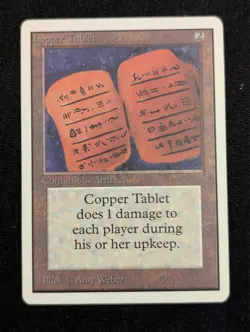 Copper Tablet 2
Continuous Artifact
Copper Tablet
does 1 damage to
each player during
his or her upkeep.
Illus. © Amy Weber